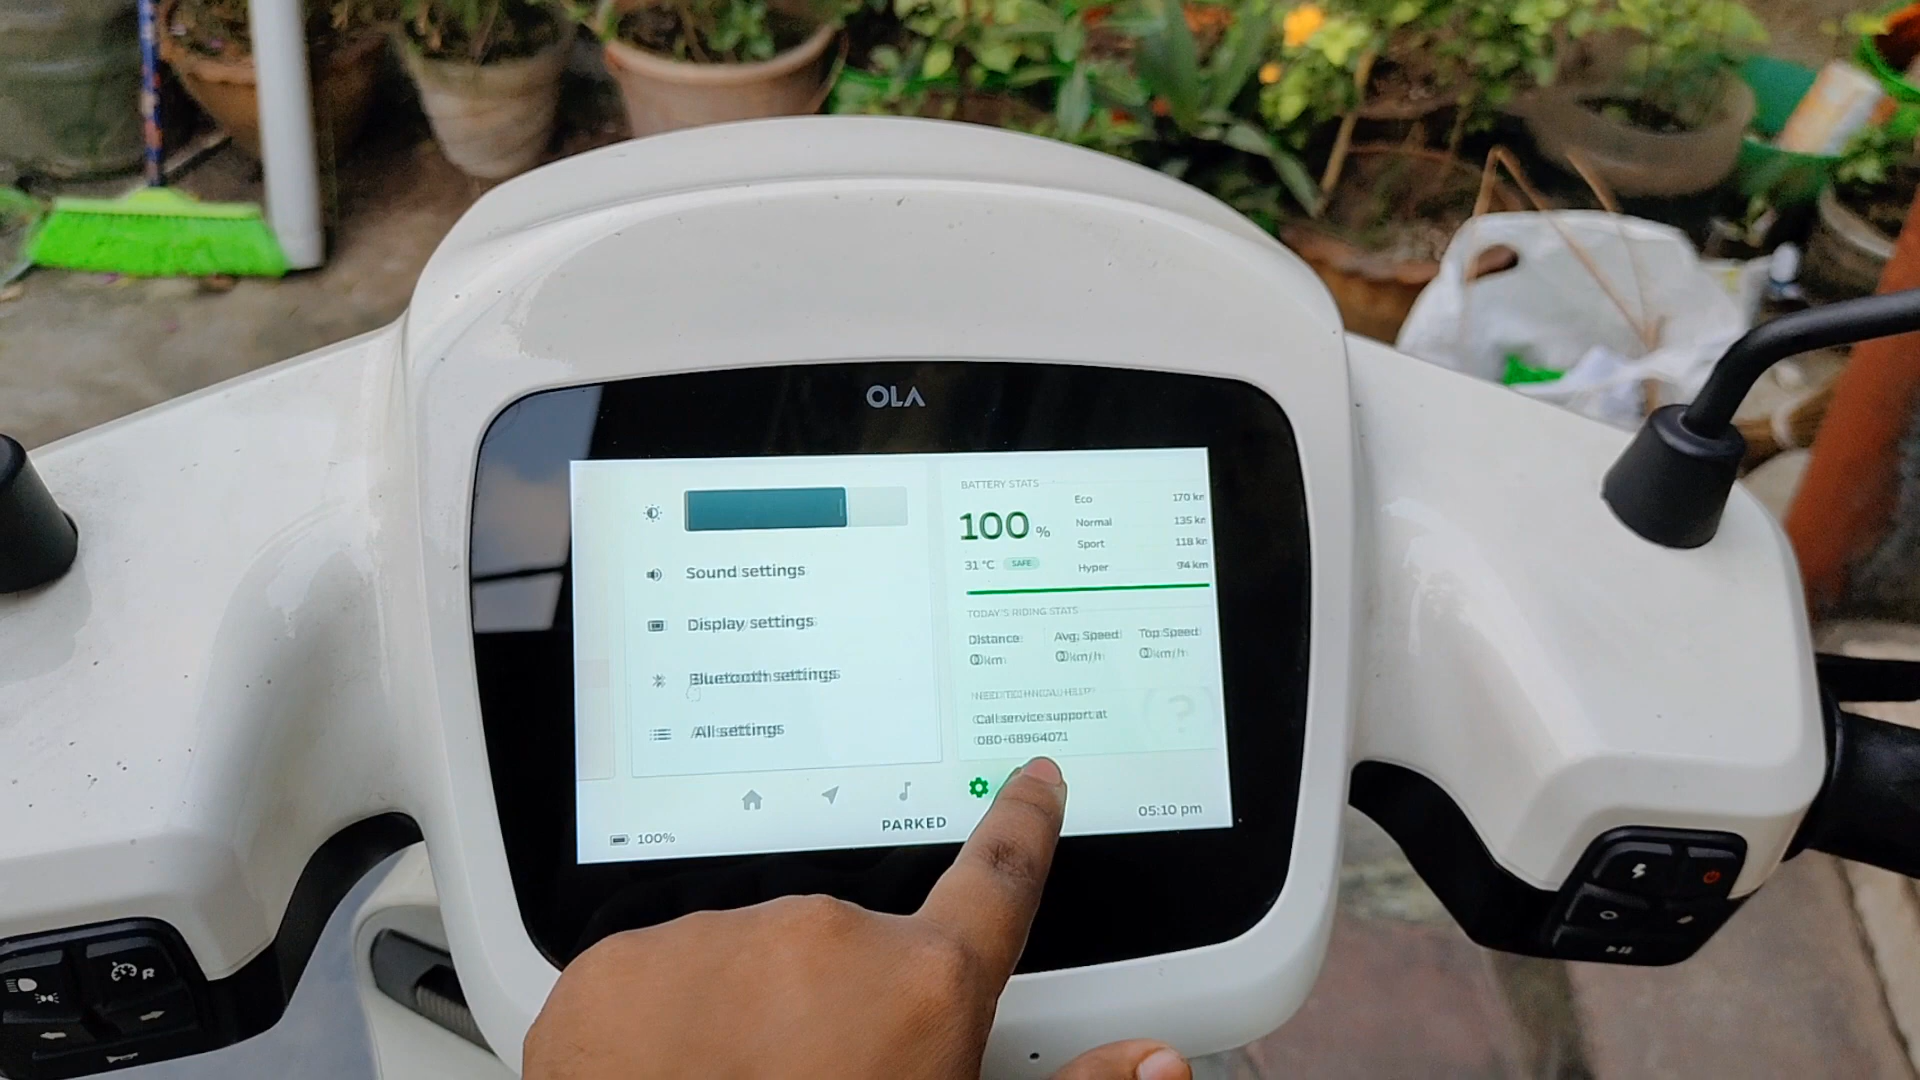 OLA
Sound settings
Display settings
Bluetooth settings
All settings
BATTERY STATS
100 %
31 °C SAFE
Eco 170 km
Normal 135 km
Sport 118 km
Hyper 94 km
TODAY'S RIDING STATS
Distance Avg. Speed Top Speed
0 km 0 km/h 0 km/h
NEED TECHNICAL HELP?
Call service support at
080-68964071
?
PARKED
100%
05:10 pm
R